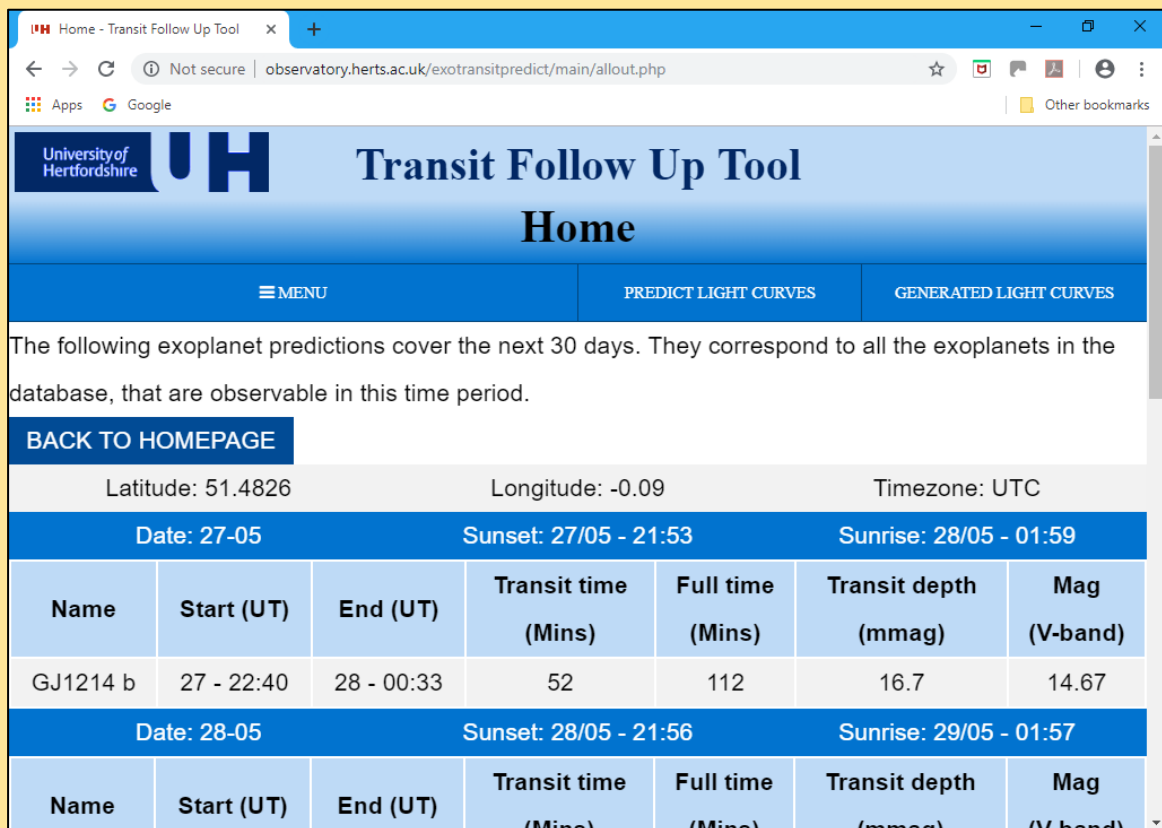 Home - Transit Follow Up Tool
Not secure | observatory.herts.ac.uk/exotransitpredict/main/allout.php
Apps Google Other bookmarks
University of
Hertfordshire UH
Transit Follow Up Tool
Home
MENU PREDICT LIGHT CURVES GENERATED LIGHT CURVES
The following exoplanet predictions cover the next 30 days. They correspond to all the exoplanets in the
database, that are observable in this time period.
BACK TO HOMEPAGE
Latitude: 51.4826 Longitude: -0.09 Timezone: UTC
Date: 27-05 Sunset: 27/05 - 21:53 Sunrise: 28/05 - 01:59
Name Start (UT) End (UT) Transit time (Mins) Full time (Mins) Transit depth (mmag) Mag (V-band)
GJ1214 b 27 - 22:40 28 - 00:33 52 112 16.7 14.67
Date: 28-05 Sunset: 28/05 - 21:56 Sunrise: 29/05 - 01:57
Name Start (UT) End (UT) Transit time (Mins) Full time (Mins) Transit depth (mmag) Mag (V-band)